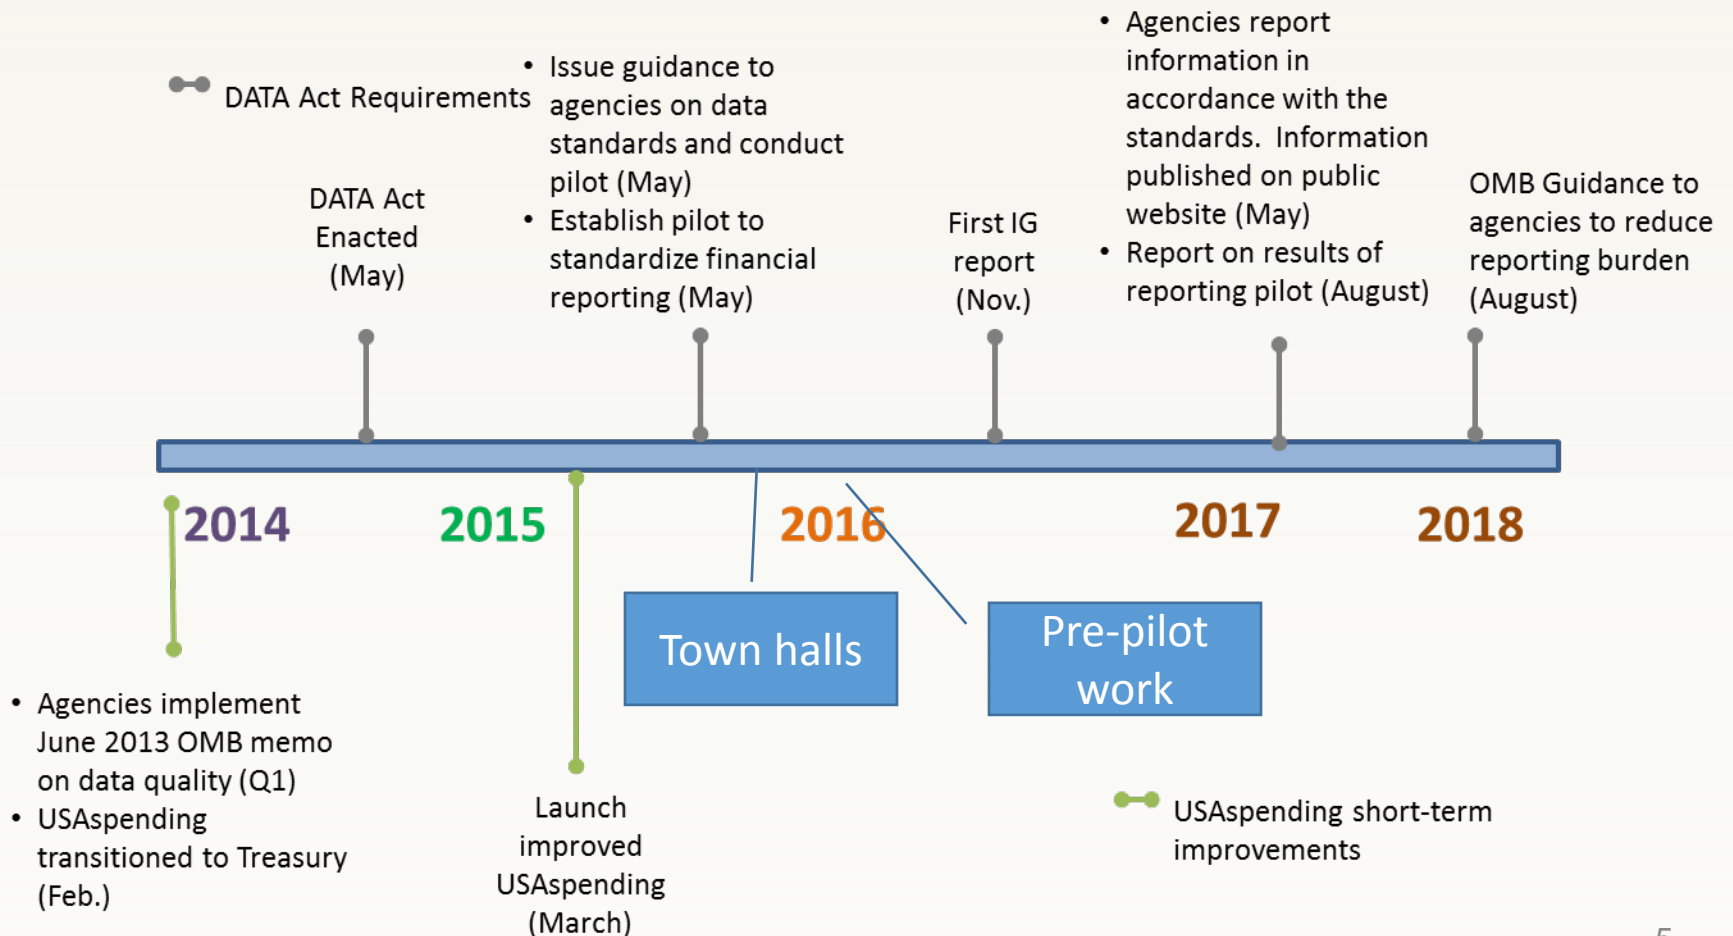 DATA Act Requirements
DATA Act
Enacted
(May)
• Issue guidance to
agencies on data
standards and conduct
pilot (May)
• Establish pilot to
standardize financial
reporting (May)
First IG
report
(Nov.)
• Agencies report
information in
accordance with the
standards. Information
published on public
website (May)
• Report on results of
reporting pilot (August)
OMB Guidance to
agencies to reduce
reporting burden
(August)
2014
2015
2016
2017
2018
Town halls
Pre-pilot
work
• Agencies implement
June 2013 OMB memo
on data quality (Q1)
• USAspending
transitioned to Treasury
(Feb.)
Launch
improved
USAspending
(March)
USAspending short-term
improvements
5